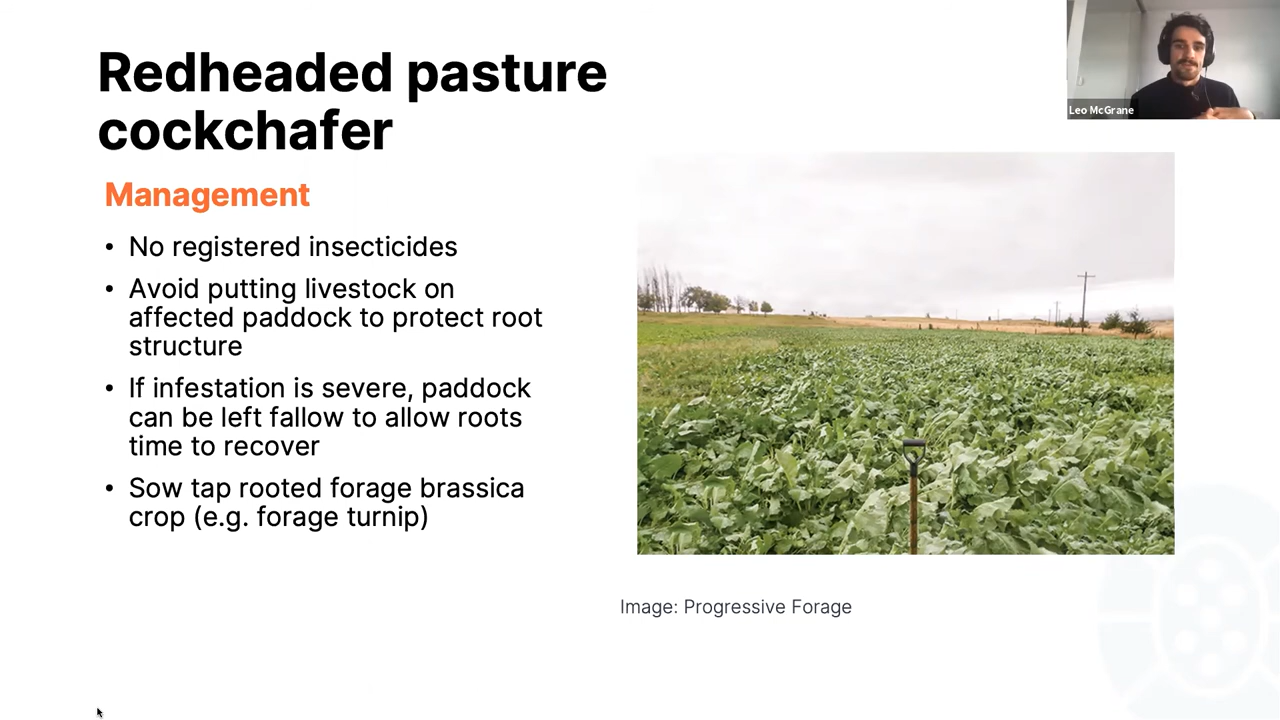 Redheaded pasture
cockchafer
Leo McGrane
Management
• No registered insecticides
• Avoid putting livestock on
affected paddock to protect root
structure
• If infestation is severe, paddock
can be left fallow to allow roots
time to recover
• Sow tap rooted forage brassica
crop (e.g. forage turnip)
Image: Progressive Forage